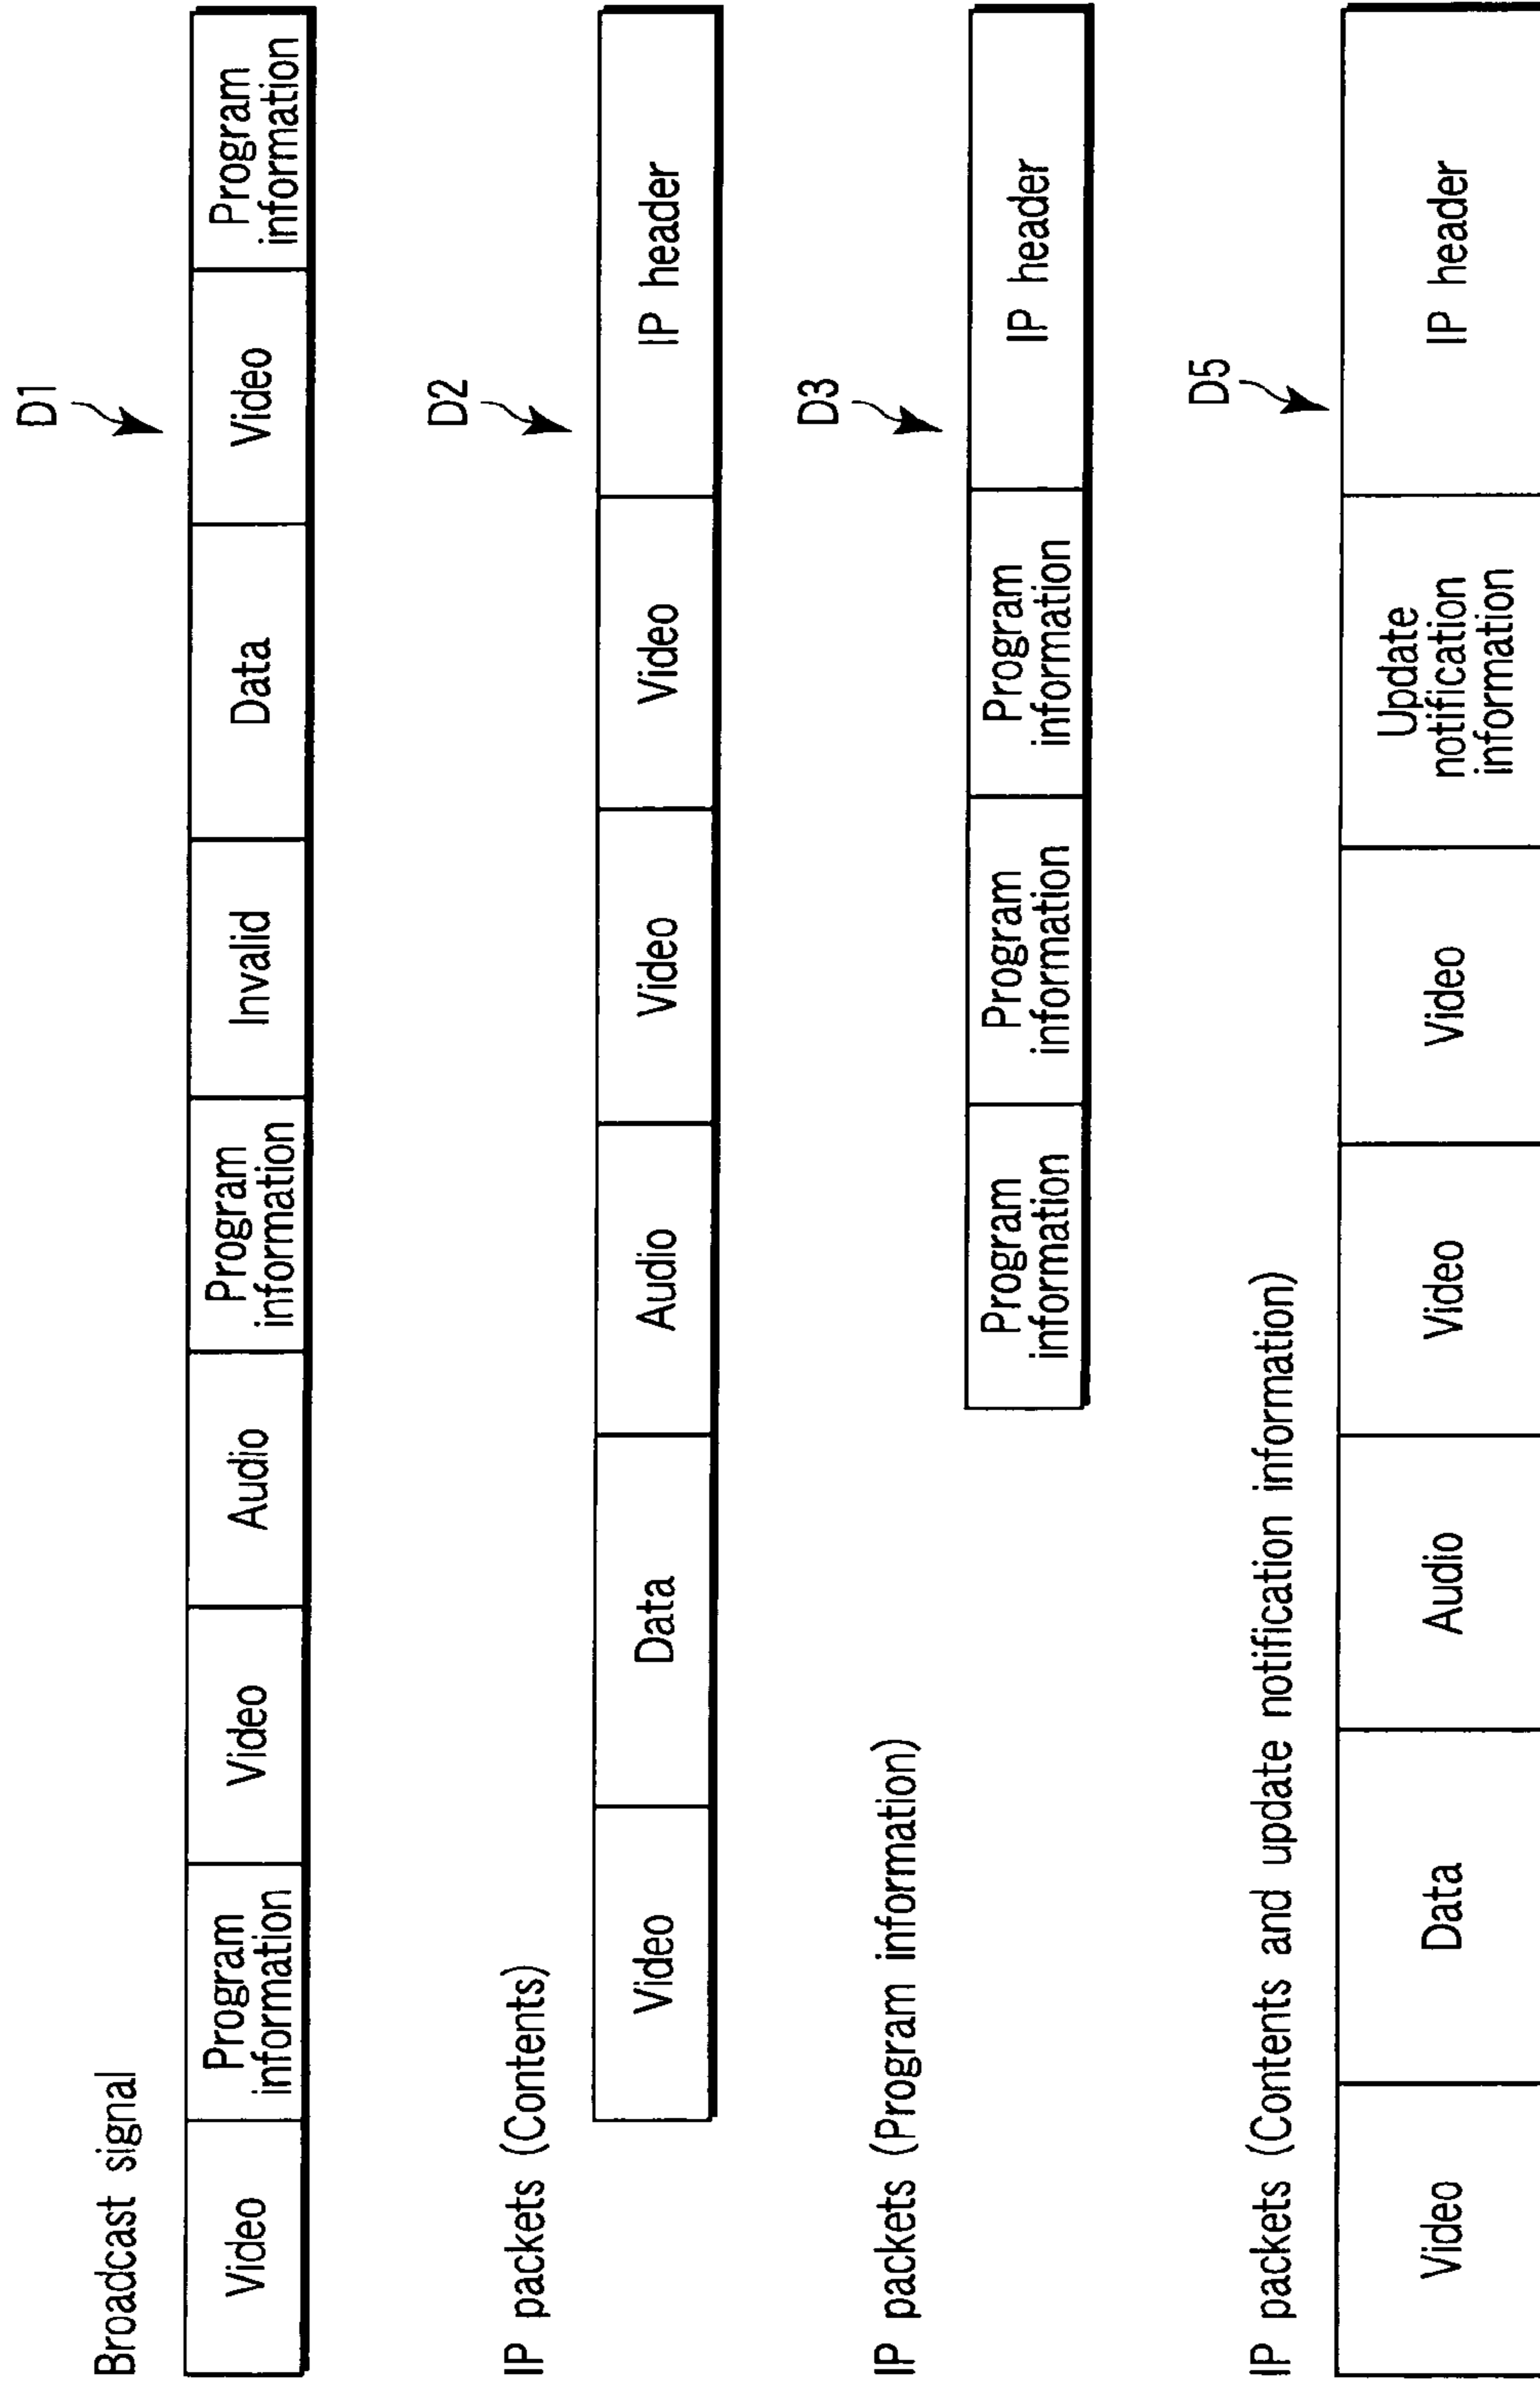 D1
Broadcast signal
Video
Program
information
Video
Audio
Program
information
Invalid
Data
Video
Program
information
D2
IP packets (Contents)
Video
Data
Audio
Video
Video
IP header
D3
IP packets (Program information)
Program
information
Program
information
Program
information
IP header
D5
IP packets (Contents and update notification information)
Video
Data
Audio
Video
Video
Update
notification
information
IP header